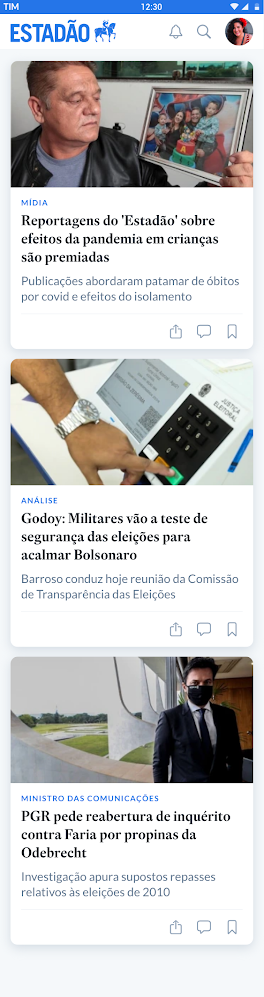 TIM 12:30
ESTADÃO
MÍDIA
Reportagens do 'Estadão' sobre
efeitos da pandemia em crianças
são premiadas
Publicações abordaram patamar de óbitos
por covid e efeitos do isolamento
JUSTIÇA
ELEITORAL
ANÁLISE
Godoy: Militares vão a teste de
segurança das eleições para
acalmar Bolsonaro
Barroso conduz hoje reunião da Comissão
de Transparência das Eleições
MINISTRO DAS COMUNICAÇÕES
PGR pede reabertura de inquérito
contra Faria por propinas da
Odebrecht
Investigação apura supostos repasses
relativos às eleições de 2010